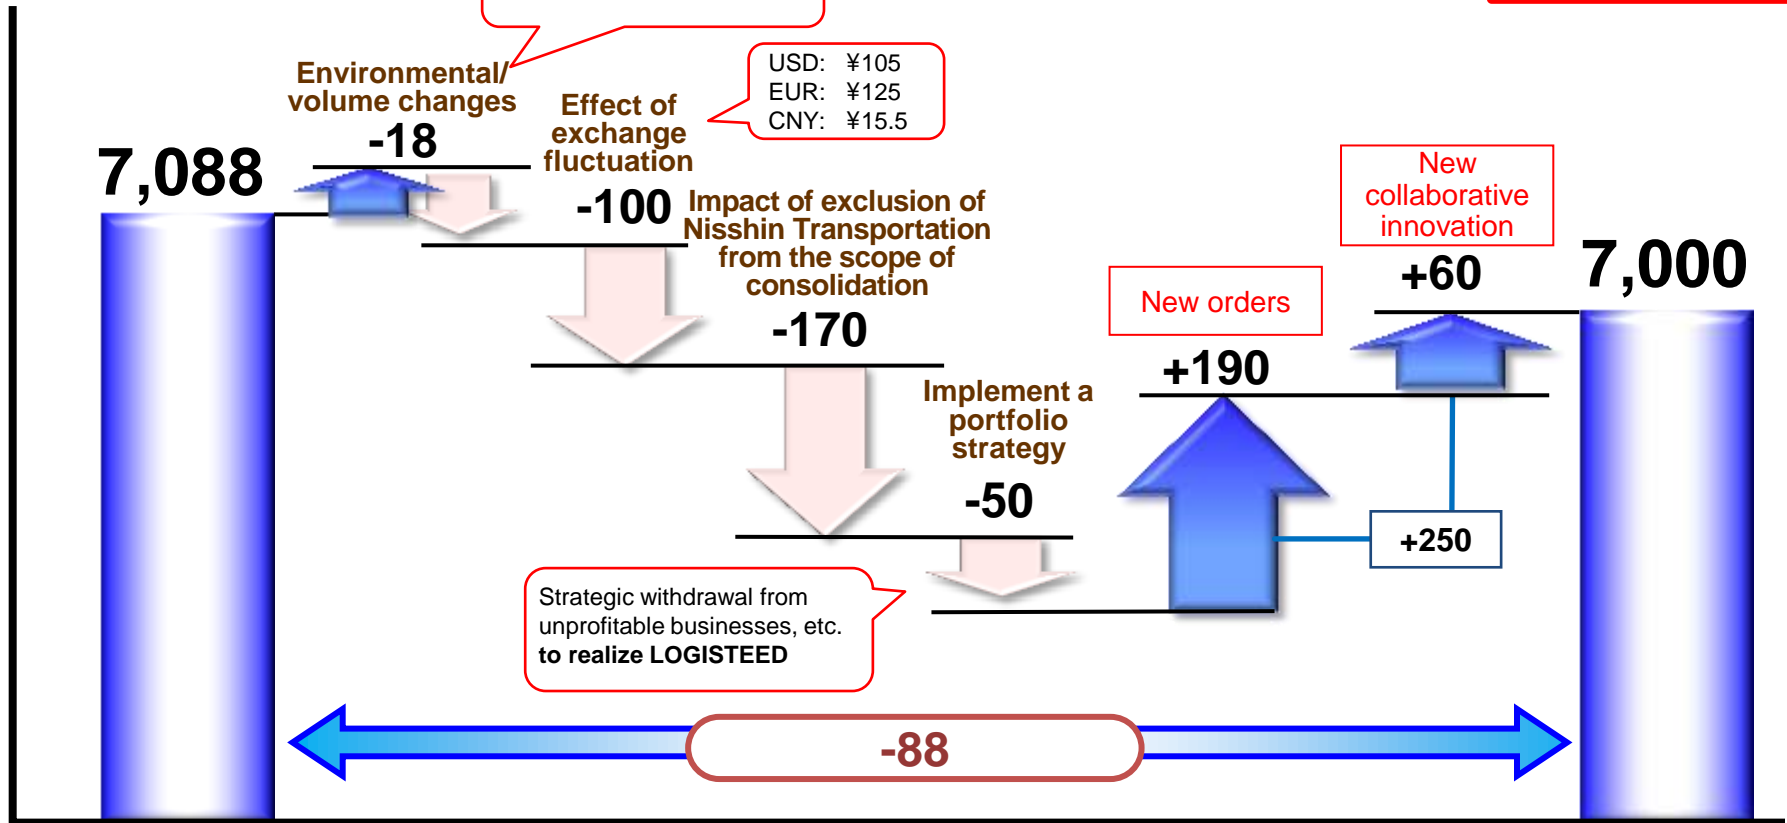 Environmental/
volume changes
-18
7,088
Effect of
exchange
fluctuation
-100
USD: ¥105
EUR: ¥125
CNY: ¥15.5
Impact of exclusion of
Nisshin Transportation
from the scope of
consolidation
-170
Implement a
portfolio
strategy
-50
Strategic withdrawal from
unprofitable businesses, etc.
to realize LOGISTEED
New orders
+190
New
collaborative
innovation
+60
+250
7,000
-88